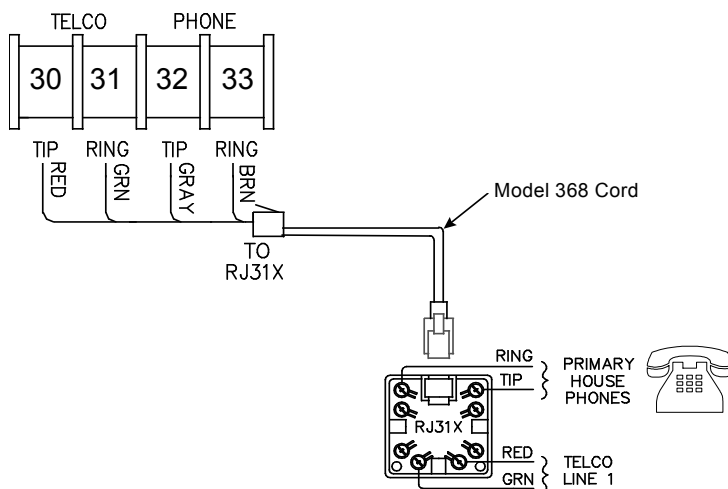 TELCO PHONE
30 31 32 33
TIP RING TIP RING
RED GRN GRAY BRN
Model 368 Cord
TO
RJ31X
RING
TIP
PRIMARY
HOUSE
PHONES
RJ31X
RED
GRN
TELCO
LINE 1